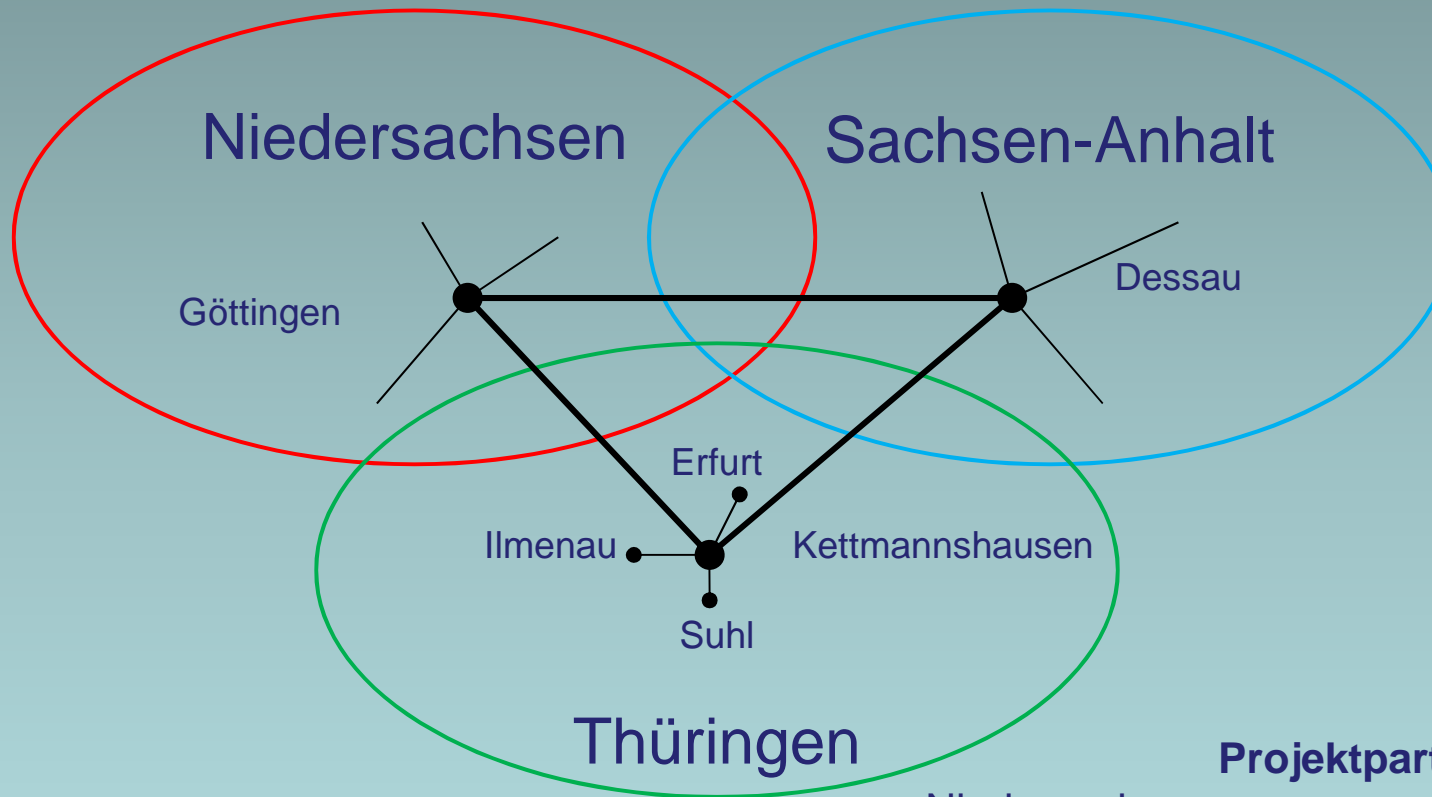 Niedersachsen
Sachsen-Anhalt
Göttingen
Dessau
Erfurt
Ilmenau
Kettmannshausen
Suhl
Thüringen